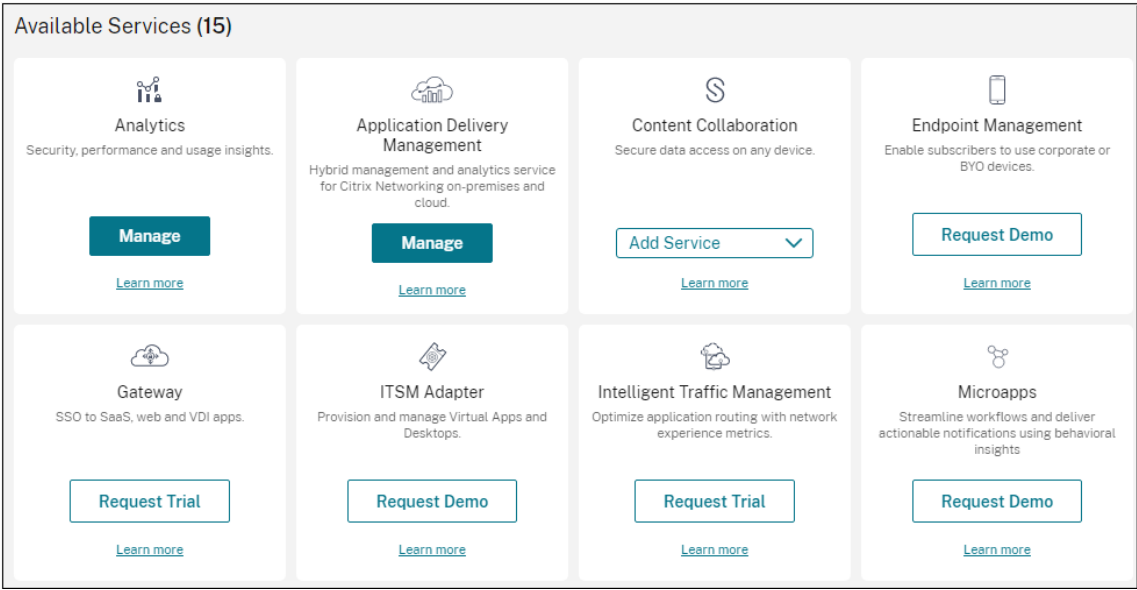 Available Services (15)
Analytics
Security, performance and usage insights.
Manage
Learn more
Application Delivery
Management
Hybrid management and analytics service
for Citrix Networking on-premises and
cloud.
Manage
Learn more
Content Collaboration
Secure data access on any device.
Add Service
Learn more
Endpoint Management
Enable subscribers to use corporate or
BYO devices.
Request Demo
Learn more
Gateway
SSO to SaaS, web and VDI apps.
Request Trial
Learn more
ITSM Adapter
Provision and manage Virtual Apps and
Desktops.
Request Demo
Learn more
Intelligent Traffic Management
Optimize application routing with network
experience metrics.
Request Trial
Learn more
Microapps
Streamline workflows and deliver
actionable notifications using behavioral
insights
Request Demo
Learn more